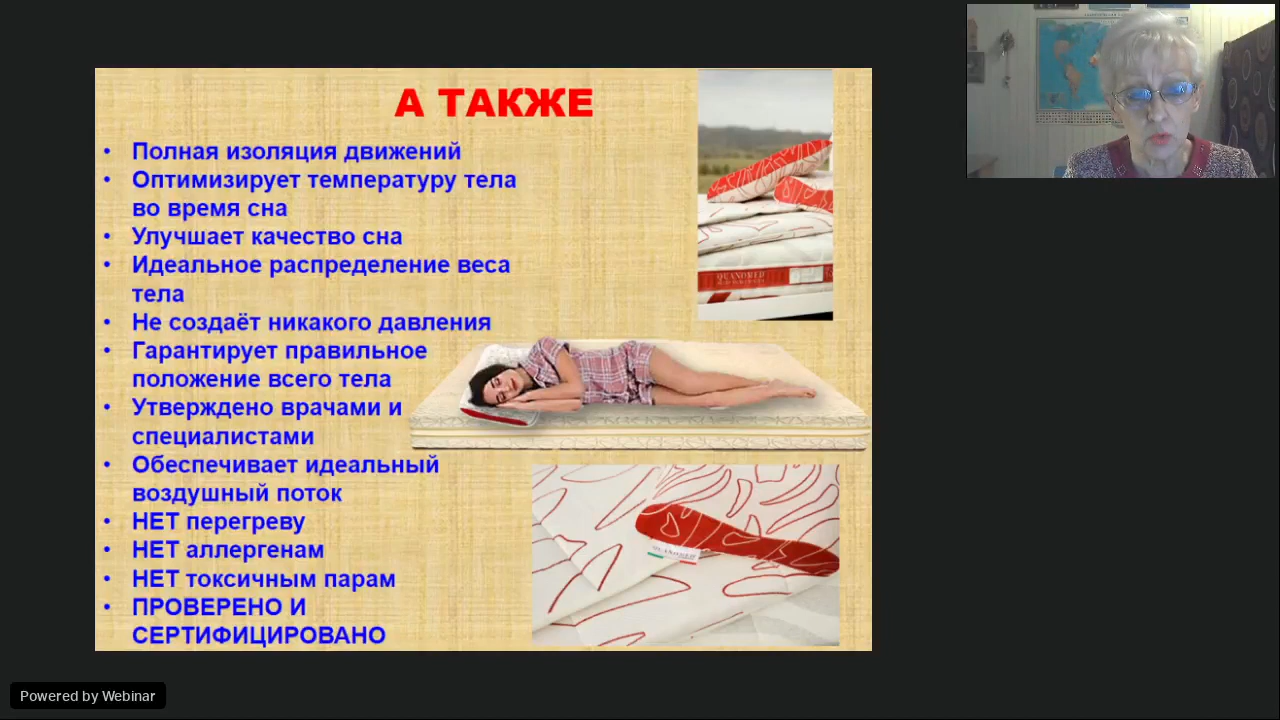 А ТАКЖЕ
• Полная изоляция движений
• Оптимизирует температуру тела
во время сна
• Улучшает качество сна
• Идеальное распределение веса
тела
• Не создаёт никакого давления
• Гарантирует правильное
положение всего тела
• Утверждено врачами и
специалистами
• Обеспечивает идеальный
воздушный поток
• НЕТ перегреву
• НЕТ аллергенам
• НЕТ токсичным парам
• ПРОВЕРЕНО И
СЕРТИФИЦИРОВАНО
QUANOMED
QUANOMED
Powered by Webinar